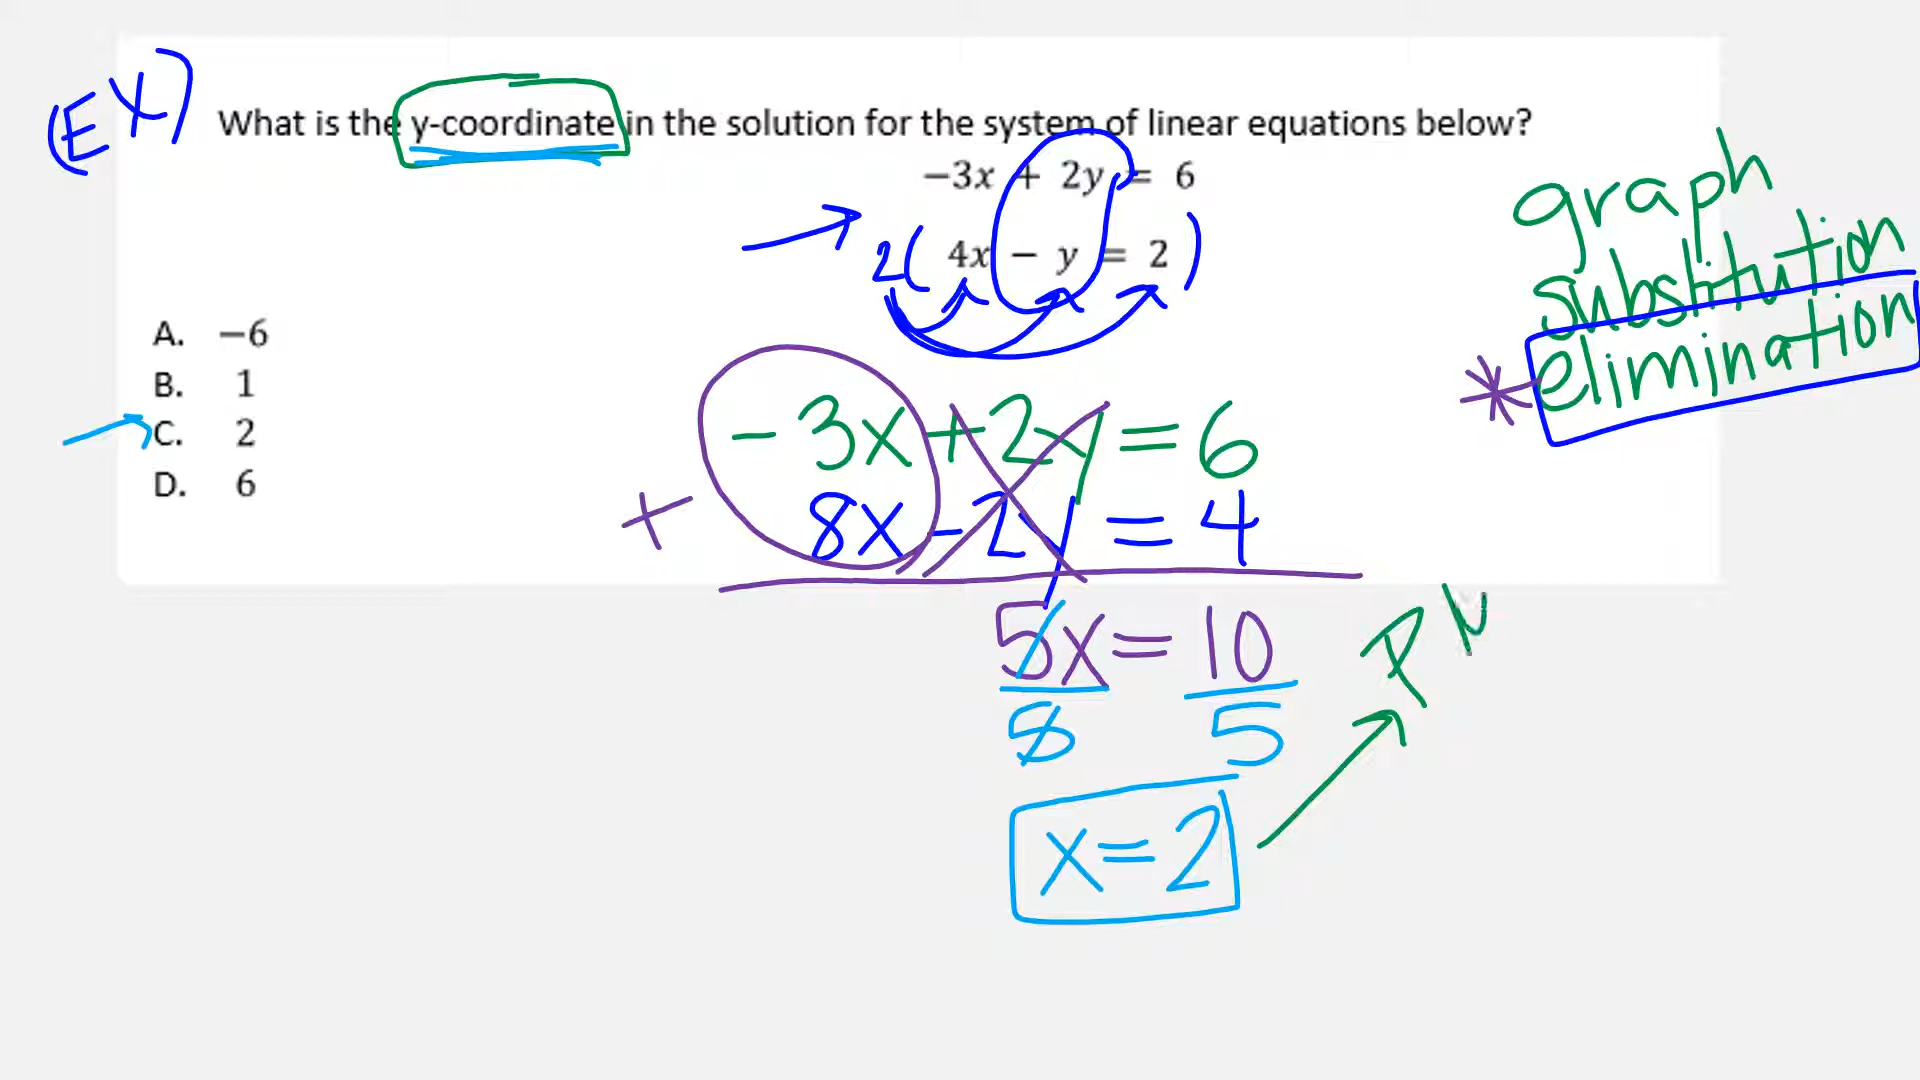 (EX)
What is the y-coordinate in the solution for the system of linear equations below?
−3x + 2y = 6
2( 4x − y = 2 )
graph
substitution
* elimination
A. −6
B. 1
C. 2
D. 6
-3x+2y=6
+ 8x-2y=4
5x=10
5 5
x=2